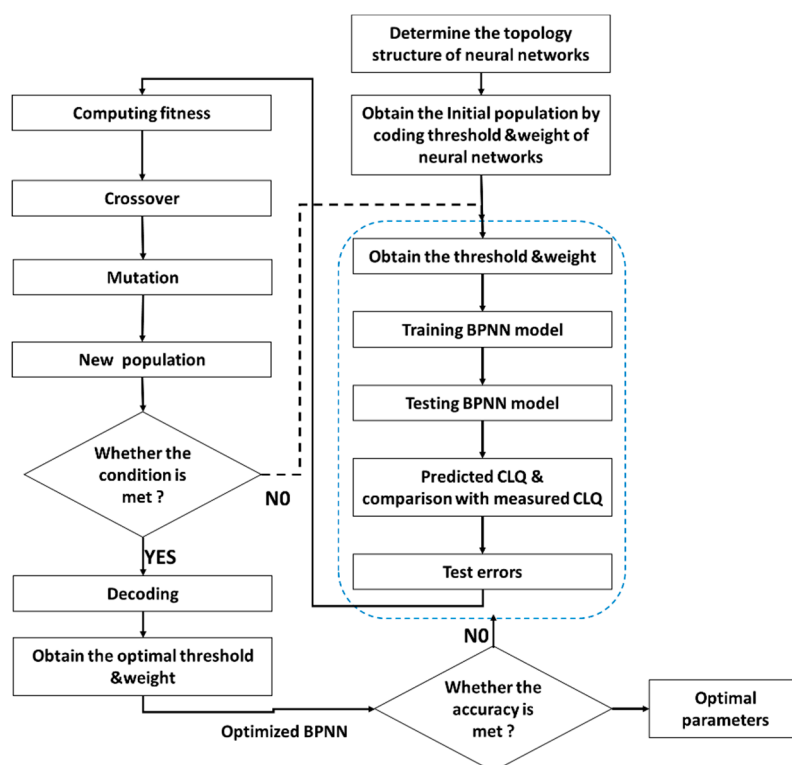 Determine the topology
structure of neural networks
Obtain the Initial population by
coding threshold &weight of
neural networks
Computing fitness
Crossover
Mutation
New population
Whether the
condition is
met ?
N0
YES
Decoding
Obtain the optimal threshold
&weight
Obtain the threshold &weight
Training BPNN model
Testing BPNN model
Predicted CLQ &
comparison with measured CLQ
Test errors
N0
Optimized BPNN
Whether the
accuracy is
met ?
Optimal
parameters